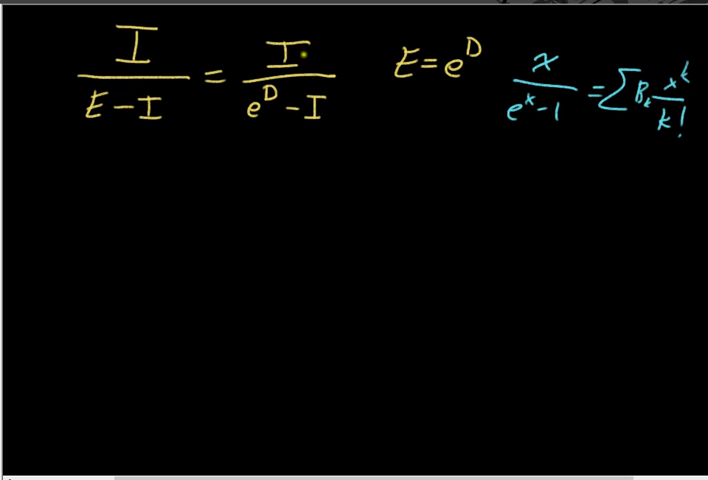 I/(E-I) = I/(e^D-I)   E=e^D   x/(e^x-1) = ∑ B_k x^k/k!